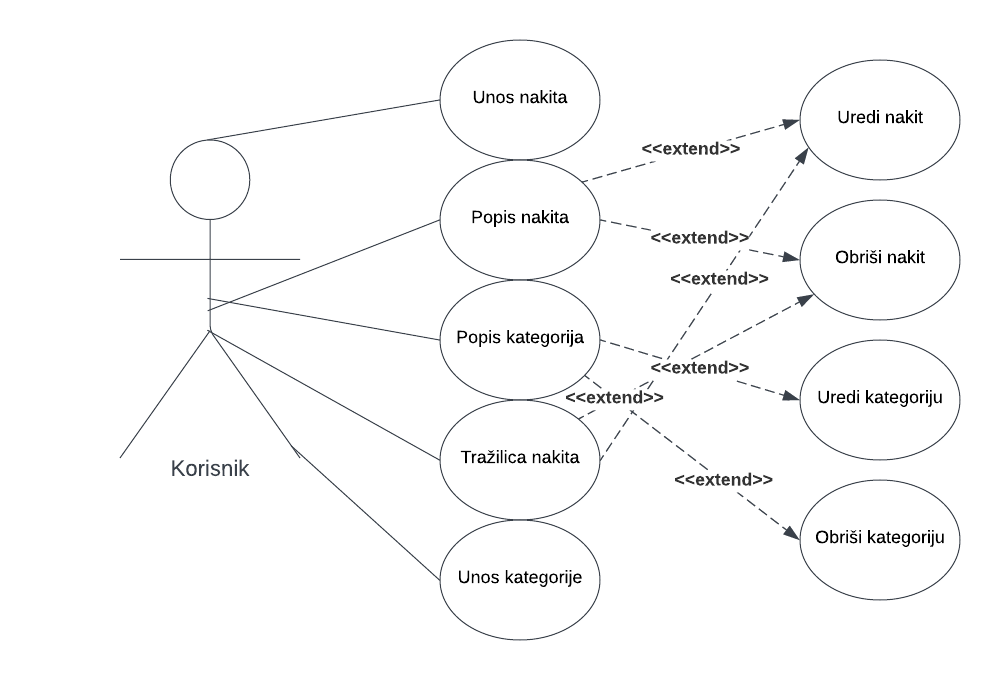 Unos nakita
Uredi nakit
<<extend>>
Popis nakita
<<extend>>
Obriši nakit
<<extend>>
Popis kategorija
<<extend>>
Uredi kategoriju
<<extend>>
Tražilica nakita
Korisnik
<<extend>>
Obriši kategoriju
Unos kategorije